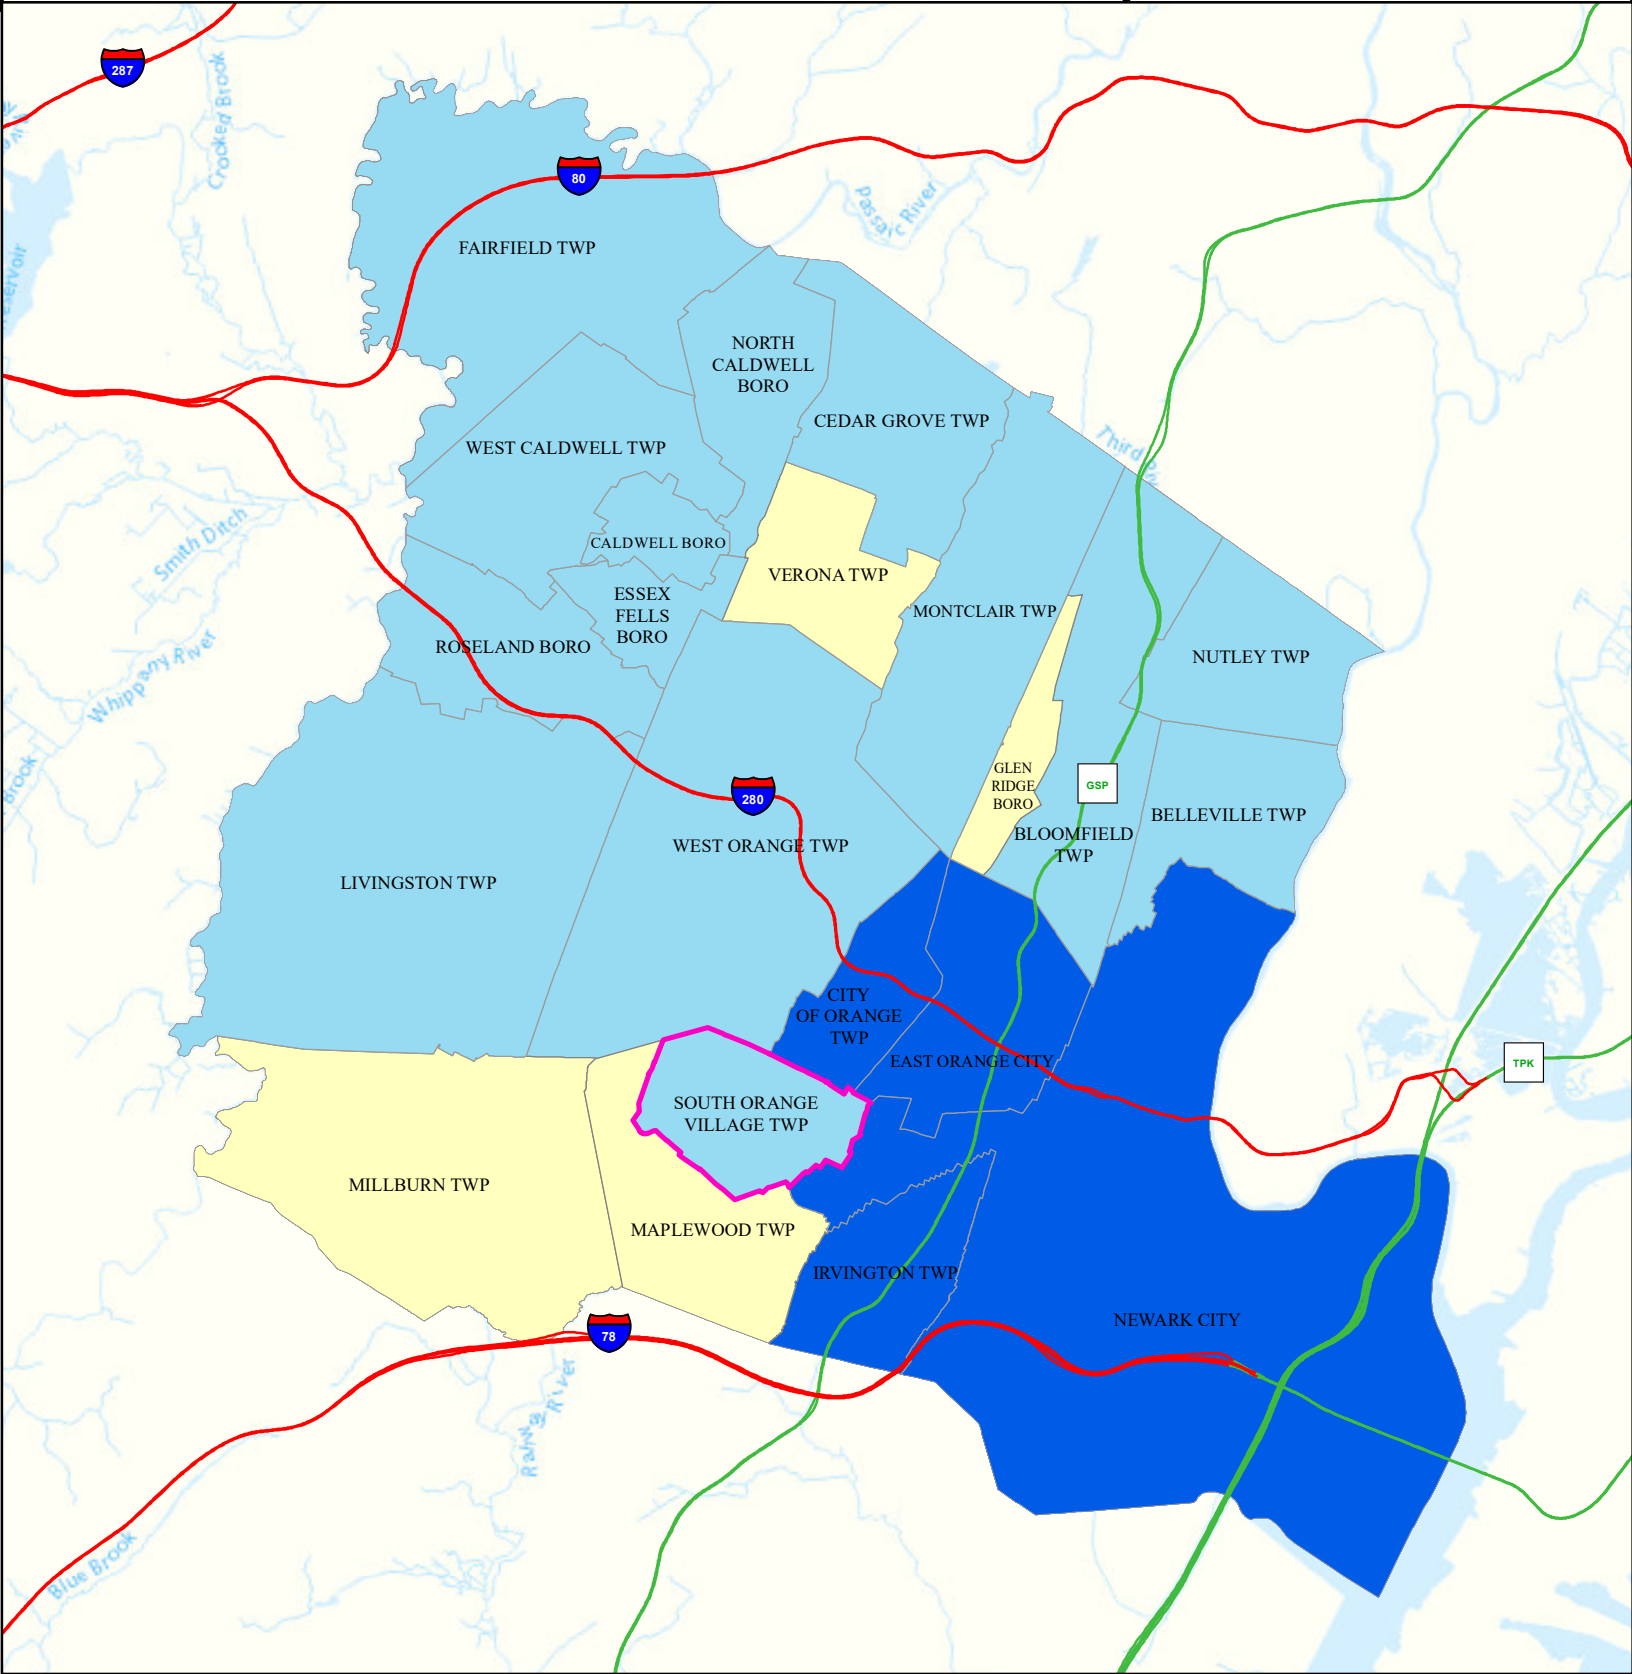 287
Crooked Brook
80
Passaic River
FAIRFIELD TWP
NORTH
CALDWELL
BORO
CEDAR GROVE TWP
WEST CALDWELL TWP
Third Riv
Smith Ditch
CALDWELL BORO
VERONA TWP
ESSEX
FELLS
BORO
MONTCLAIR TWP
ROSELAND BORO
NUTLEY TWP
Whippany River
Brook
GLEN
RIDGE
BORO
GSP
280
BELLEVILLE TWP
BLOOMFIELD
TWP
WEST ORANGE TWP
LIVINGSTON TWP
CITY
OF ORANGE
TWP
EAST ORANGE CITY
TPK
SOUTH ORANGE
VILLAGE TWP
MILLBURN TWP
MAPLEWOOD TWP
IRVINGTON TWP
NEWARK CITY
78
River
Blue Brook